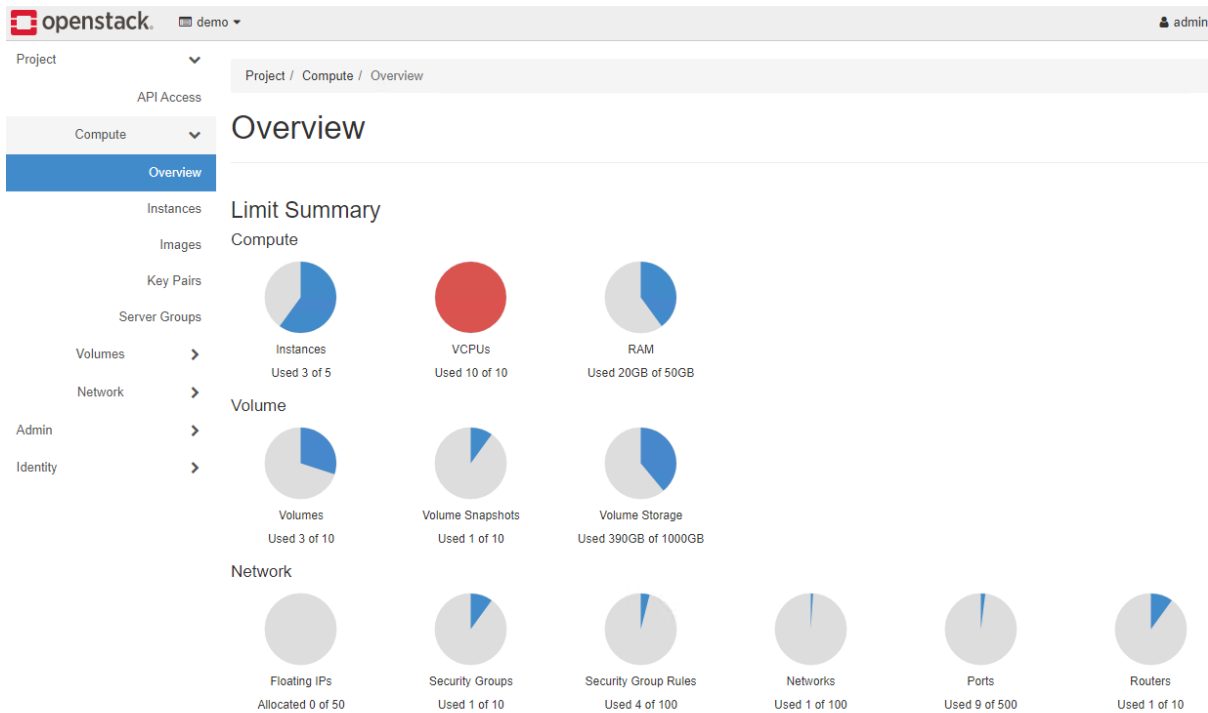 openstack. demo admin
Project
API Access
Compute
Overview
Instances
Images
Key Pairs
Server Groups
Volumes
Network
Admin
Identity
Project / Compute / Overview
Overview
Limit Summary
Compute
Instances VCPUs RAM
Used 3 of 5 Used 10 of 10 Used 20GB of 50GB
Volume
Volumes Volume Snapshots Volume Storage
Used 3 of 10 Used 1 of 10 Used 390GB of 1000GB
Network
Floating IPs Security Groups Security Group Rules Networks Ports Routers
Allocated 0 of 50 Used 1 of 10 Used 4 of 100 Used 1 of 100 Used 9 of 500 Used 1 of 10